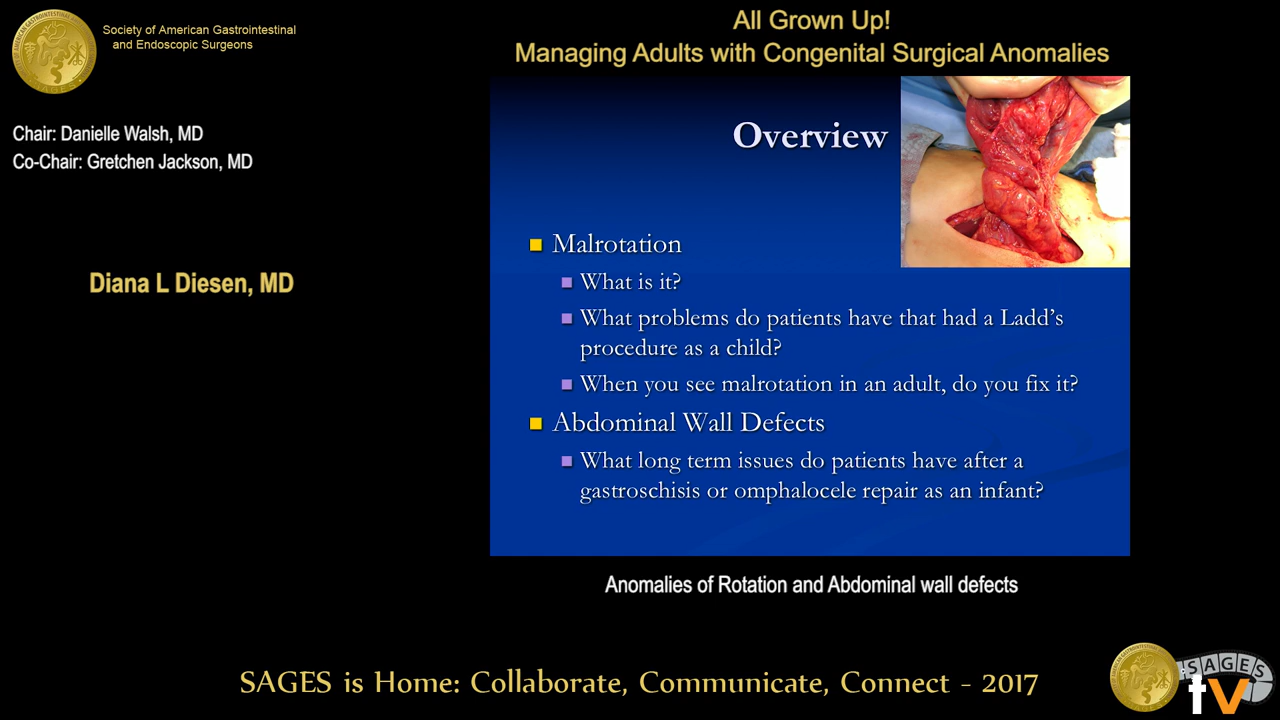 Society of American Gastrointestinal
and Endoscopic Surgeons
All Grown Up!
Managing Adults with Congenital Surgical Anomalies
Chair: Danielle Walsh, MD
Co-Chair: Gretchen Jackson, MD
Diana L Diesen, MD
Overview
Malrotation
What is it?
What problems do patients have that had a Ladd's
procedure as a child?
When you see malrotation in an adult, do you fix it?
Abdominal Wall Defects
What long term issues do patients have after a
gastroschisis or omphalocele repair as an infant?
Anomalies of Rotation and Abdominal wall defects
SAGES is Home: Collaborate, Communicate, Connect - 2017
SAGES
tv